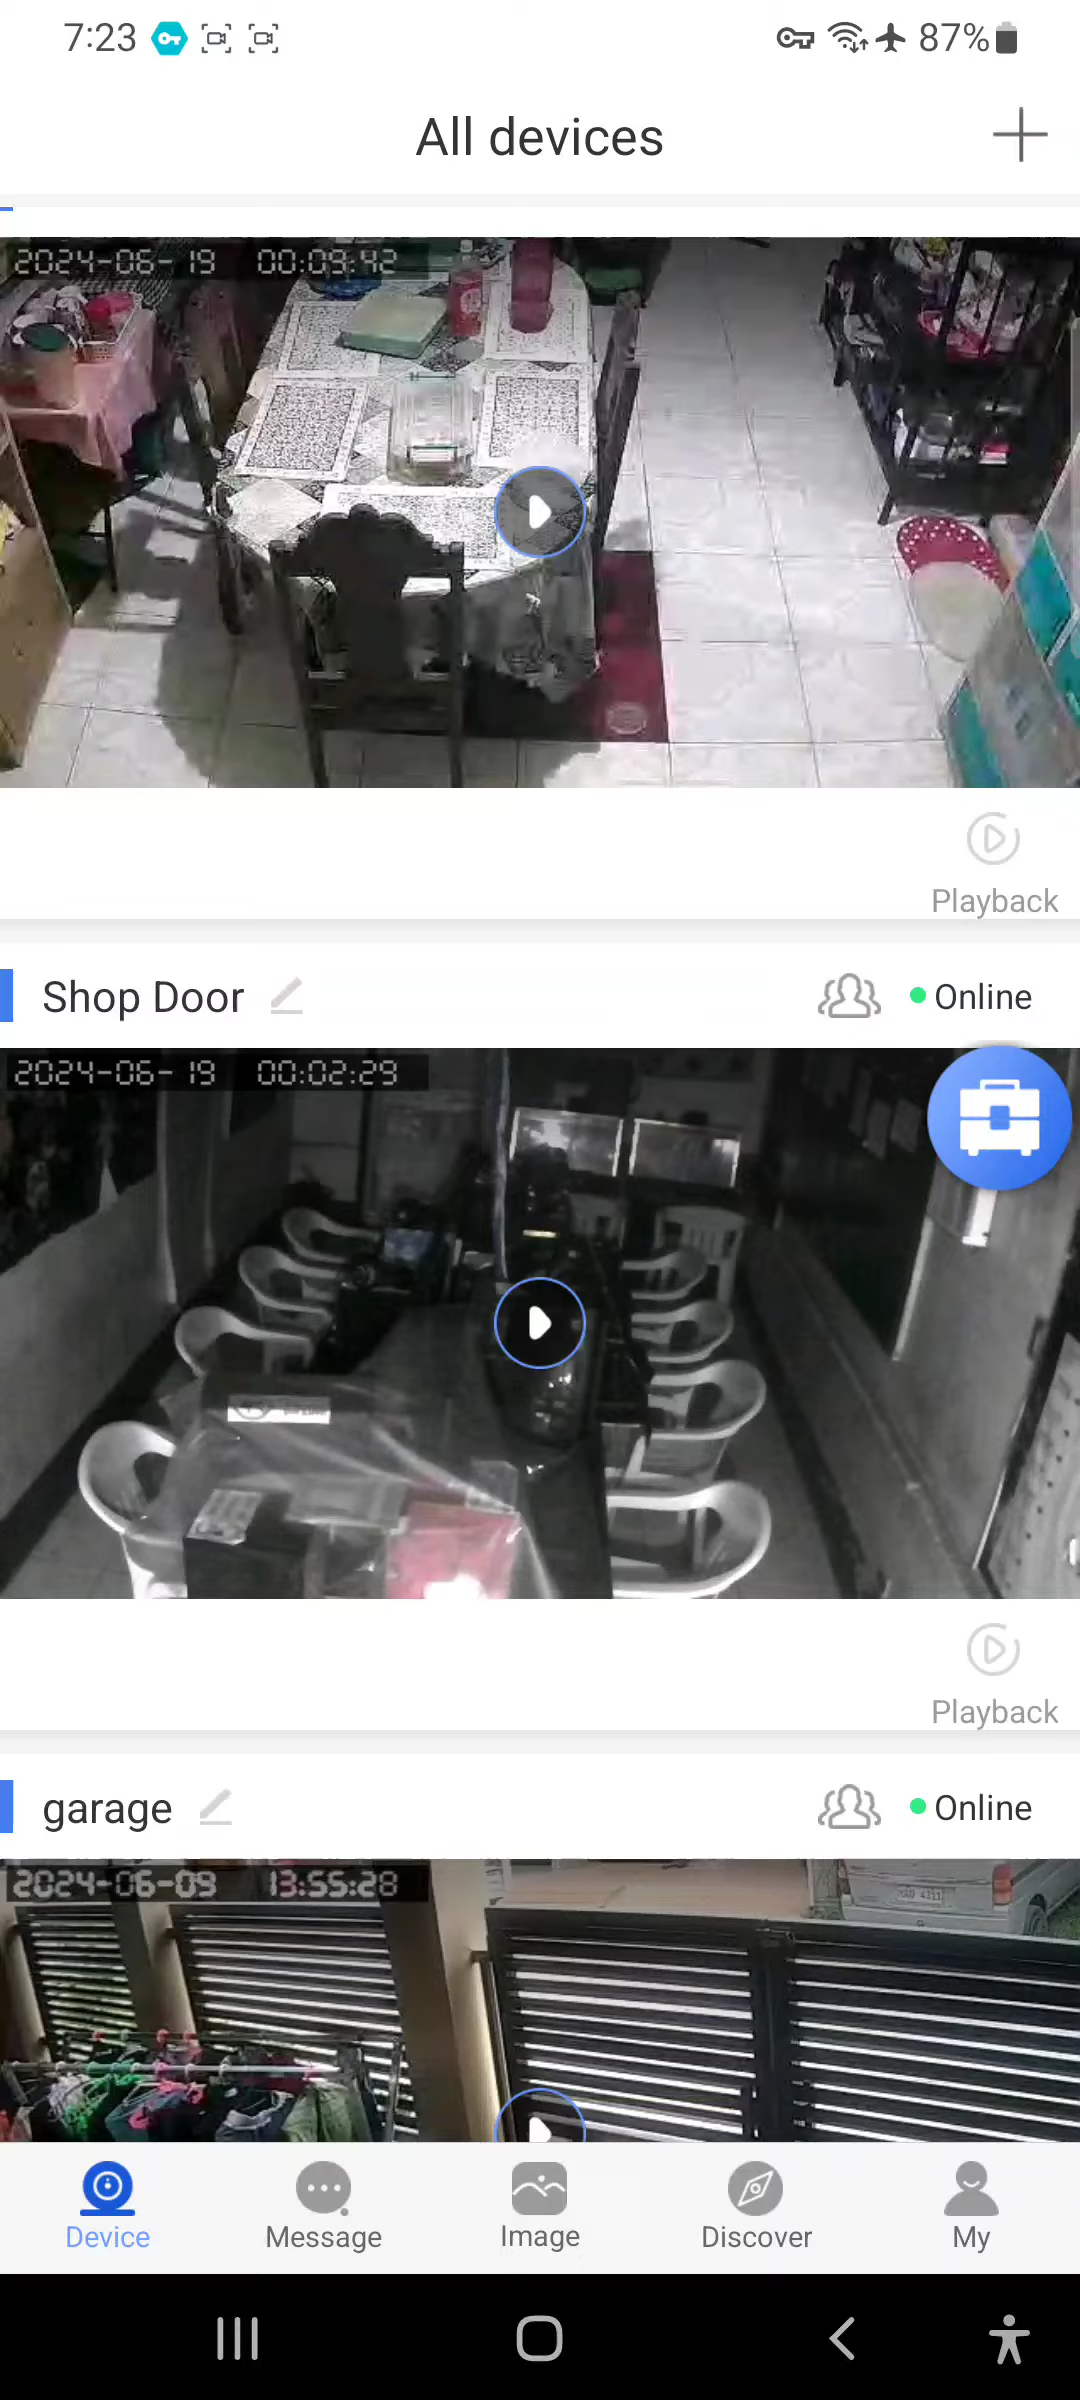 7:23
87%
All devices
2024-06-19 00:09:42
Playback
Shop Door
Online
2024-06-19 00:02:29
Playback
garage
Online
2024-06-09 13:55:28
Device
Message
Image
Discover
My